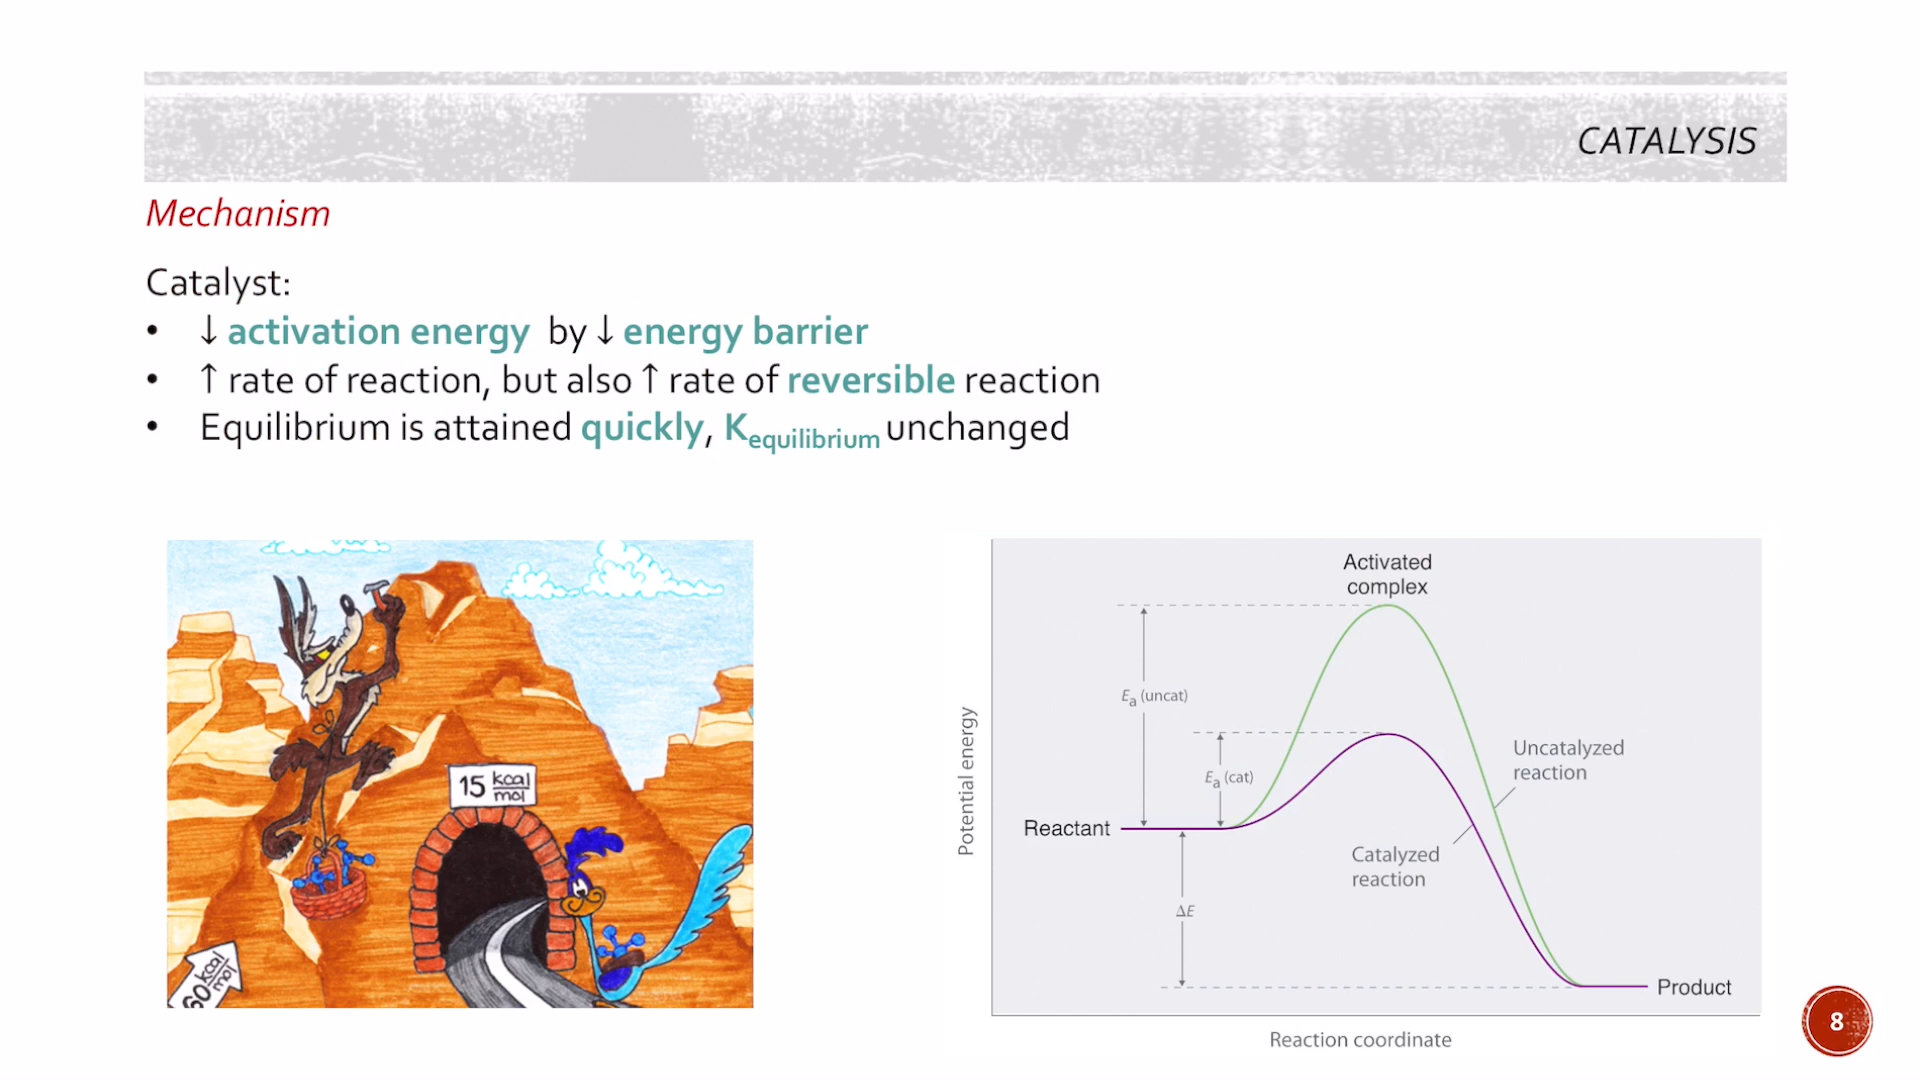 CATALYSIS
Mechanism
Catalyst:
• ↓ activation energy by ↓ energy barrier
• ↑ rate of reaction, but also ↑ rate of reversible reaction
• Equilibrium is attained quickly, Kequilibrium unchanged
15 kcal
mol
60 kcal
mol
Activated
complex
Ea (uncat)
Ea (cat)
Uncatalyzed
reaction
Catalyzed
reaction
Reactant
ΔE
Product
Potential energy
Reaction coordinate
8